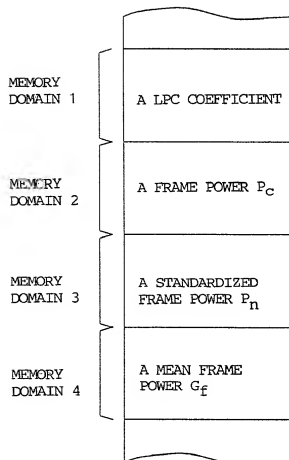 MEMORY
DOMAIN 1
A LPC COEFFICIENT
MEMORY
DOMAIN 2
A FRAME POWER Pc
MEMORY
DOMAIN 3
A STANDARDIZED
FRAME POWER Pn
MEMORY
DOMAIN 4
A MEAN FRAME
POWER Gf